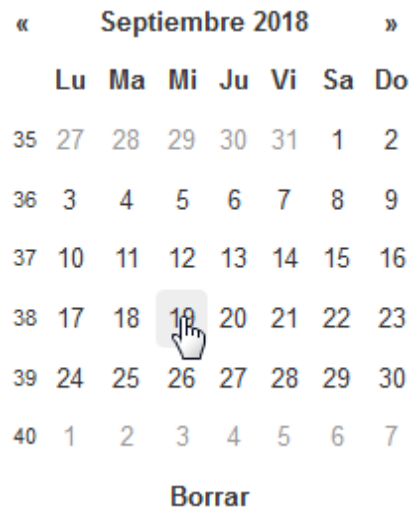 « Septiembre 2018 »
Lu Ma Mi Ju Vi Sa Do
35 27 28 29 30 31 1 2
36 3 4 5 6 7 8 9
37 10 11 12 13 14 15 16
38 17 18 19 20 21 22 23
39 24 25 26 27 28 29 30
40 1 2 3 4 5 6 7
Borrar